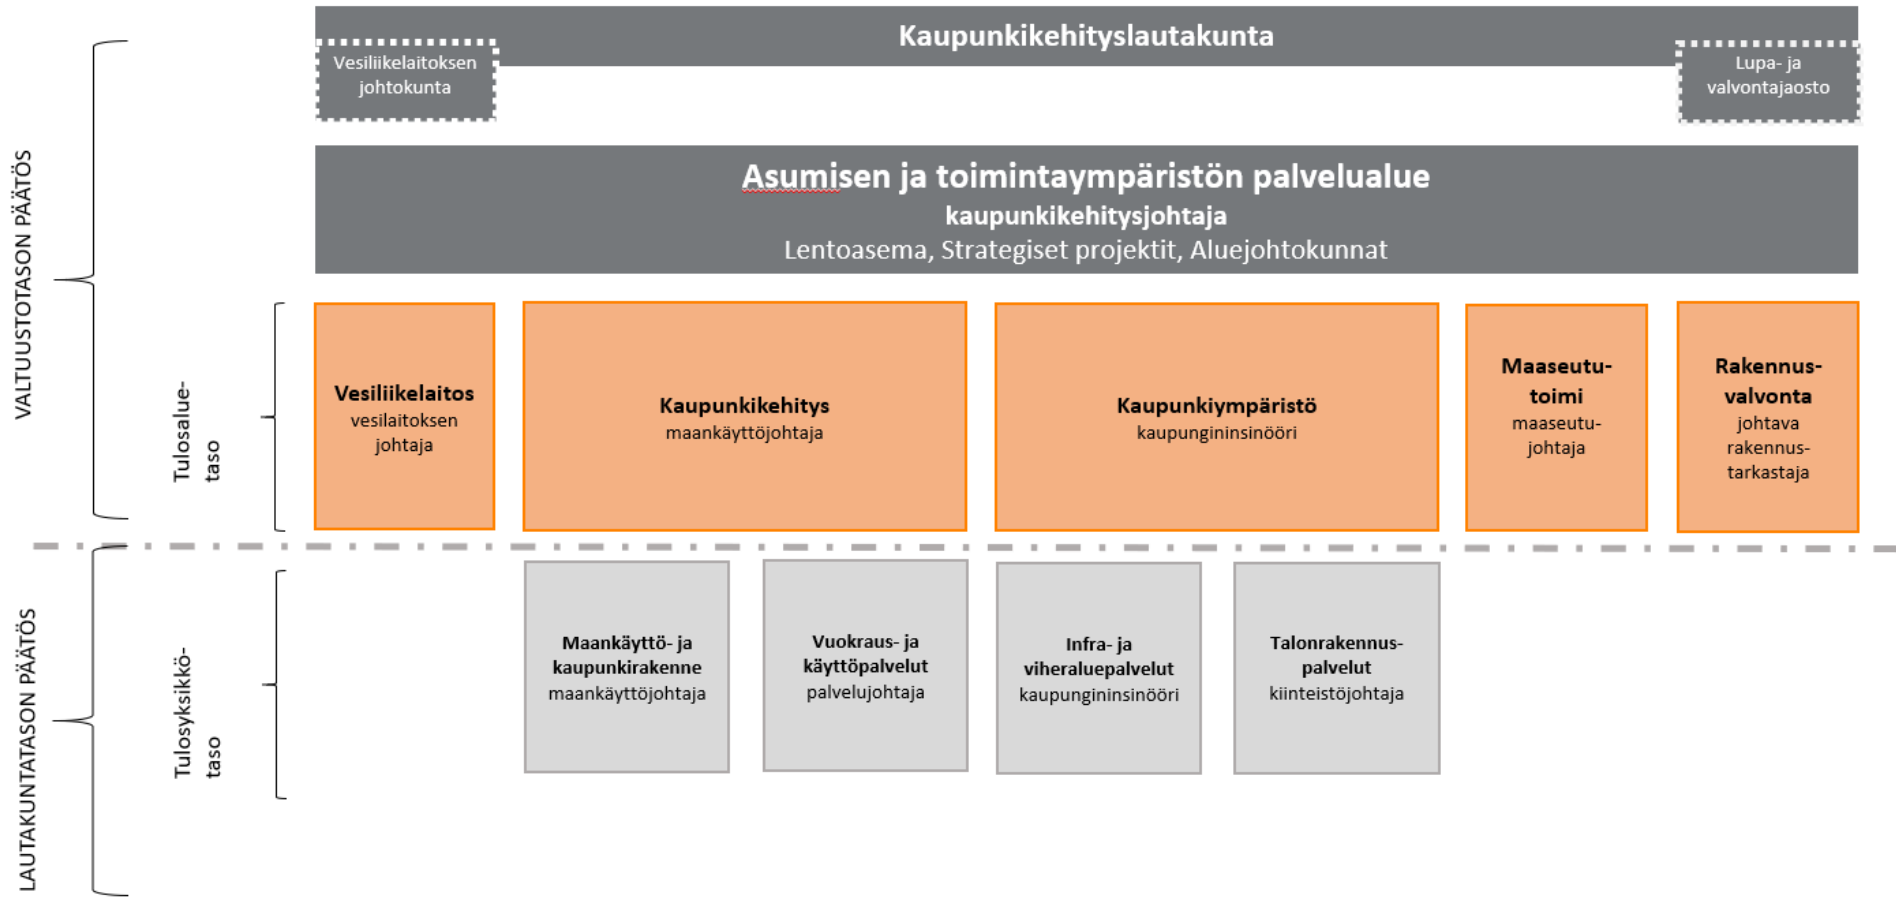 Kaupunkikehityslautakunta
Vesiliikelaitoksen
johtokunta
Lupa- ja
valvontajaosto
Asumisen ja toimintaympäristön palvelualue
kaupunkikehitysjohtaja
Lentoasema, Strategiset projektit, Aluejohtokunnat
VALTUUSTOTASON PÄÄTÖS
Tulosalue-
taso
Vesiliikelaitos
vesilaitoksen
johtaja
Kaupunkikehitys
maankäyttöjohtaja
Kaupunkiympäristö
kaupungininsinööri
Maaseutu-
toimi
maaseutu-
johtaja
Rakennus-
valvonta
johtava
rakennus-
tarkastaja
LAUTAKUNTATASON PÄÄTÖS
Tulosyksikkö-
taso
Maankäyttö- ja
kaupunkirakenne
maankäyttöjohtaja
Vuokraus- ja
käyttöpalvelut
palvelujohtaja
Infra- ja
viheraluepalvelut
kaupungininsinööri
Talonrakennus-
palvelut
kiinteistöjohtaja